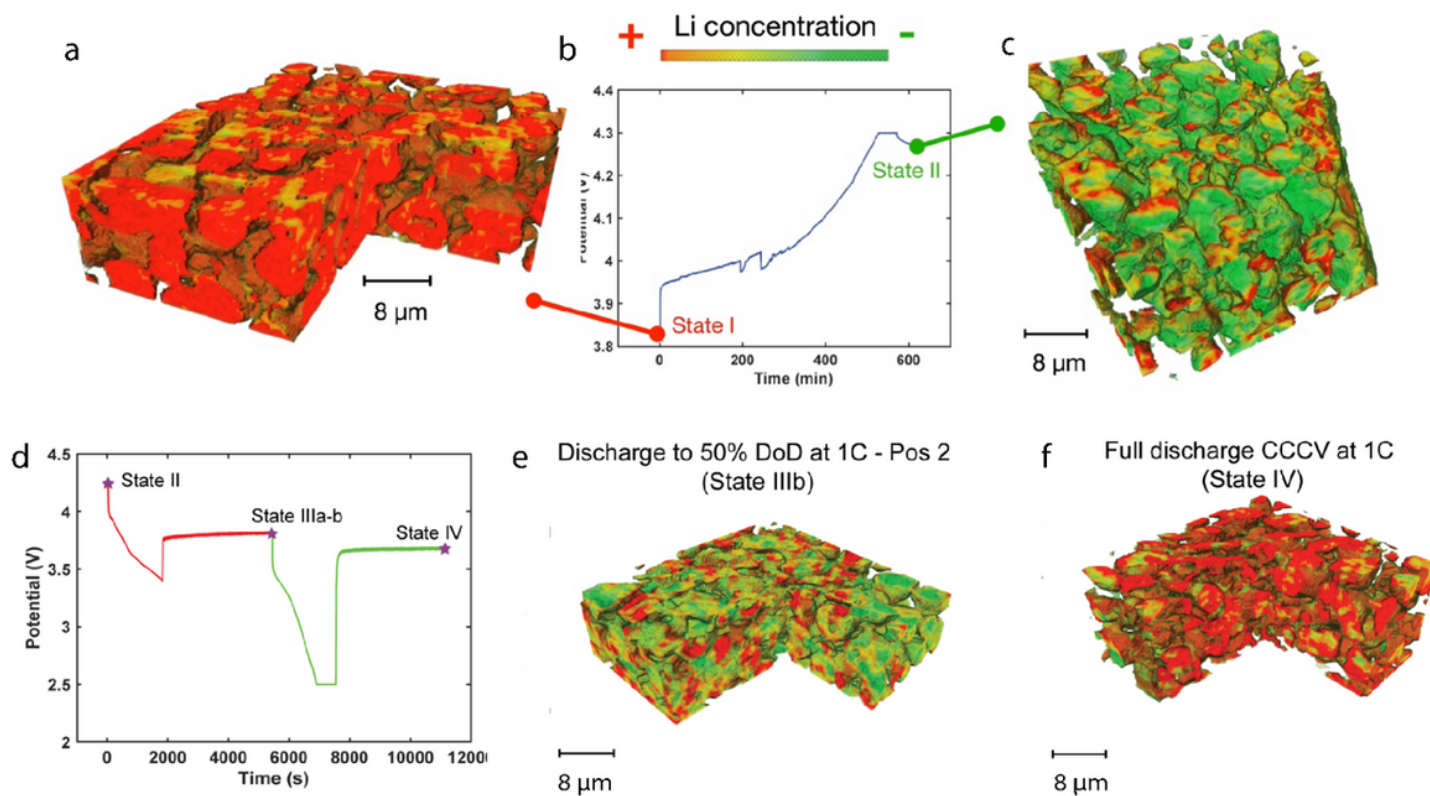 a
+ Li concentration -
b
c
4.4
4.3
4.2
4.1
4
3.9
3.8
State II
State I
0
200
400
600
Time (min)
8 µm
8 µm
d
4.5
4
3.5
3
2.5
2
Potential (V)
State II
State IIIa-b
State IV
0
2000
4000
6000
8000
10000
Time (s)
e
Discharge to 50% DoD at 1C - Pos 2
(State IIIb)
8 µm
f
Full discharge CCCV at 1C
(State IV)
8 µm